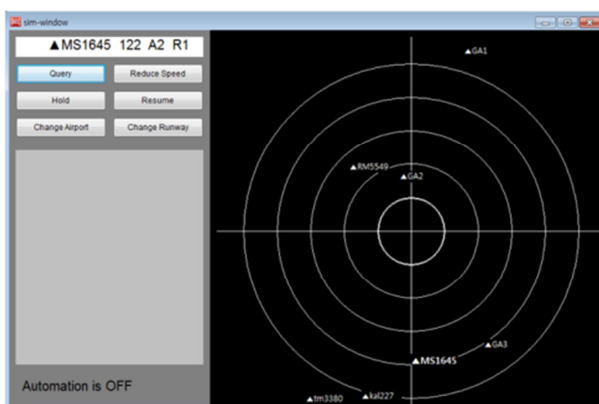 sim-window
▲MS1645 122 A2 R1
Query
Reduce Speed
Hold
Resume
Change Airport
Change Runway
Automation is OFF
▲GA1
▲RM5549
▲GA2
▲GA3
▲MS1645
▲kal227
▲tm3380